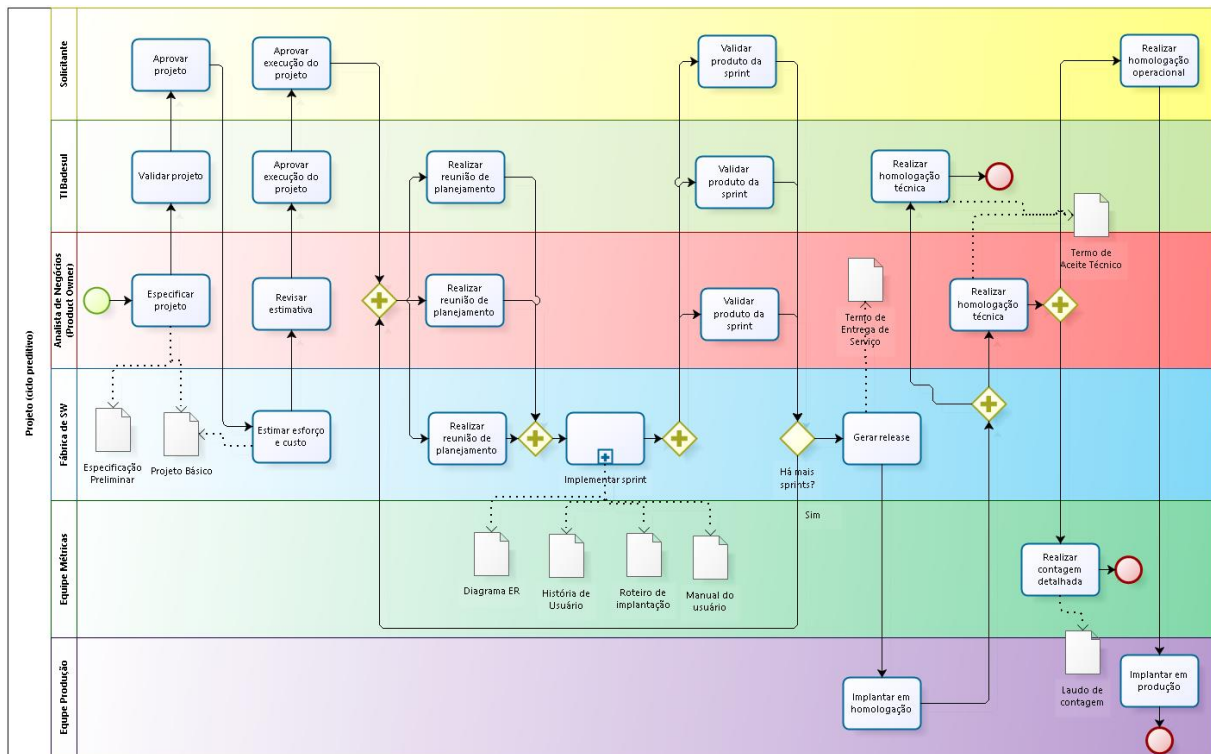 Projeto (ciclo preditivo)
Solicitante
Aprovar
projeto
Aprovar
execução do
projeto
Validar
produto da
sprint
Realizar
homologação
operacional
TI Badesul
Validar projeto
Aprovar
execução do
projeto
Realizar
reunião de
planejamento
Validar
produto da
sprint
Realizar
homologação
técnica
Termo de
Aceite Técnico
Analista de Negócios
(Product Owner)
Especificar
projeto
Revisar
estimativa
Realizar
reunião de
planejamento
Validar
produto da
sprint
Termo de
Entrega de
Serviço
Realizar
homologação
técnica
Fábrica de SW
Especificação
Preliminar
Projeto Básico
Estimar esforço
e custo
Realizar
reunião de
planejamento
Implementar sprint
Há mais
sprints?
Sim
Gerar release
Equipe Métricas
Diagrama ER
História de
Usuário
Roteiro de
implantação
Manual do
usuário
Realizar
contagem
detalhada
Equpe Produção
Implantar em
homologação
Laudo de
contagem
Implantar em
produção